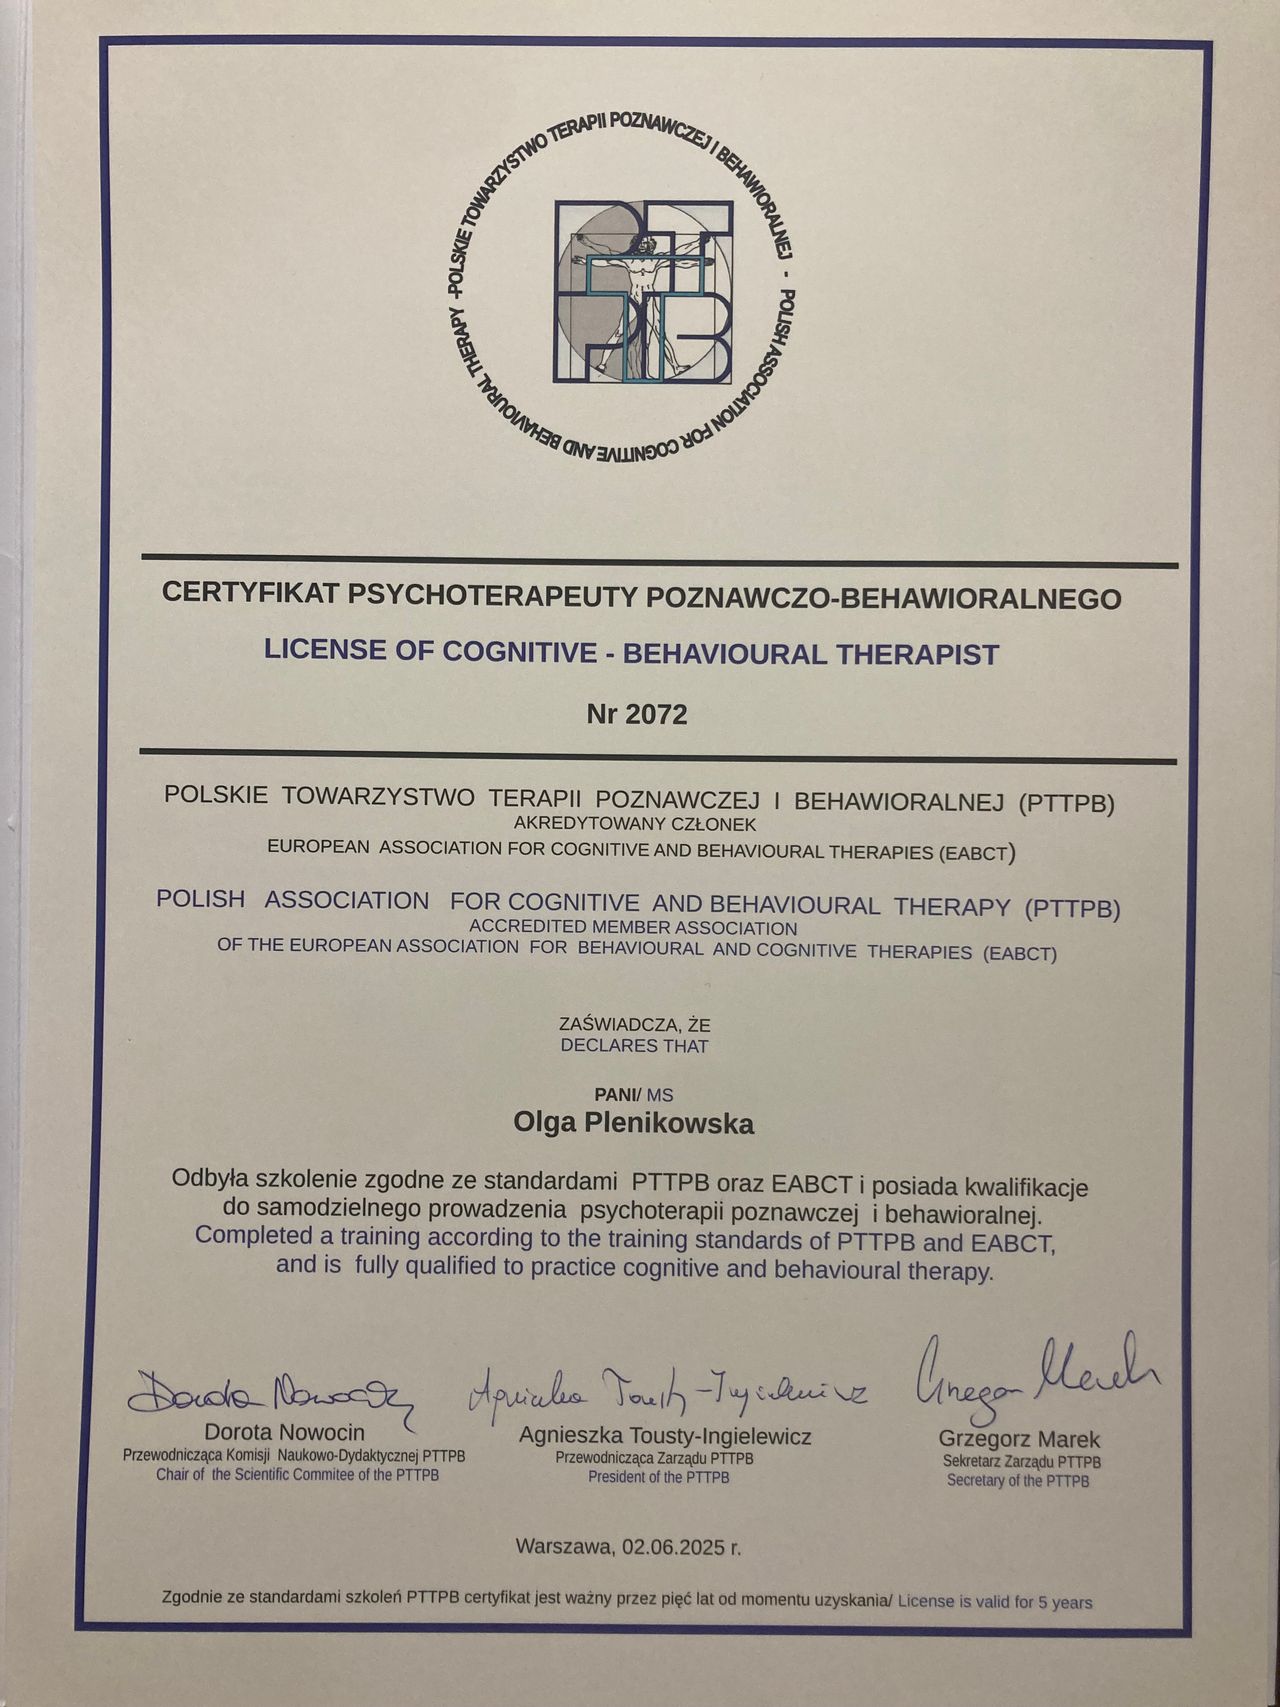 POLSKIE TOWARZYSTWO TERAPII POZNAWCZEJ I BEHAWIORALNEJ - POLISH ASSOCIATION FOR COGNITIVE AND BEHAVIOURAL THERAPY -
PTTPB
CERTYFIKAT PSYCHOTERAPEUTY POZNAWCZO-BEHAWIORALNEGO
LICENSE OF COGNITIVE - BEHAVIOURAL THERAPIST
Nr 2072
POLSKIE TOWARZYSTWO TERAPII POZNAWCZEJ I BEHAWIORALNEJ (PTTPB)
AKREDYTOWANY CZŁONEK
EUROPEAN ASSOCIATION FOR COGNITIVE AND BEHAVIOURAL THERAPIES (EABCT)
POLISH ASSOCIATION FOR COGNITIVE AND BEHAVIOURAL THERAPY (PTTPB)
ACCREDITED MEMBER ASSOCIATION
OF THE EUROPEAN ASSOCIATION FOR BEHAVIOURAL AND COGNITIVE THERAPIES (EABCT)
ZAŚWIADCZA, ŻE
DECLARES THAT
PANI/ MS
Olga Plenikowska
Odbyła szkolenie zgodne ze standardami PTTPB oraz EABCT i posiada kwalifikacje
do samodzielnego prowadzenia psychoterapii poznawczej i behawioralnej.
Completed a training according to the training standards of PTTPB and EABCT,
and is fully qualified to practice cognitive and behavioural therapy.
Dorota Nowocin Agnieszka Tousty-Ingielewicz Grzegorz Marek
Dorota Nowocin Agnieszka Tousty-Ingielewicz Grzegorz Marek
Przewodnicząca Komisji Naukowo-Dydaktycznej PTTPB Przewodnicząca Zarządu PTTPB Sekretarz Zarządu PTTPB
Chair of the Scientific Commitee of the PTTPB President of the PTTPB Secretary of the PTTPB
Warszawa, 02.06.2025 r.
Zgodnie ze standardami szkoleń PTTPB certyfikat jest ważny przez pięć lat od momentu uzyskania/ License is valid for 5 years